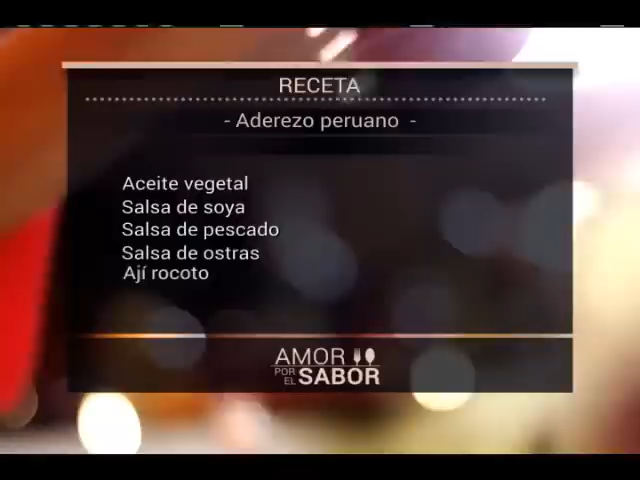 RECETA
- Aderezo peruano -
Aceite vegetal
Salsa de soya
Salsa de pescado
Salsa de ostras
Ají rocoto
AMOR
POR EL SABOR